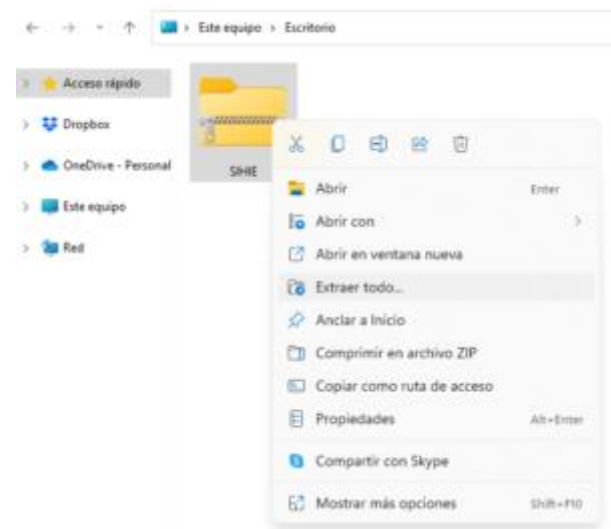 Este equipo > Escritorio
Acceso rápido
Dropbox
OneDrive - Personal
Este equipo
Red
SIHIE
Abrir Enter
Abrir con
Abrir en ventana nueva
Extraer todo...
Anclar a Inicio
Comprimir en archivo ZIP
Copiar como ruta de acceso
Propiedades Alt+Enter
Compartir con Skype
Mostrar más opciones Shift+F10